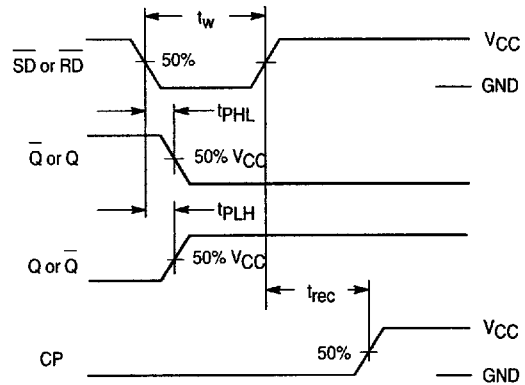 tw
SD or RD
50%
VCC
GND
tPHL
Q or Q
50% VCC
tPLH
Q or Q
50% VCC
trec
VCC
50%
CP
GND